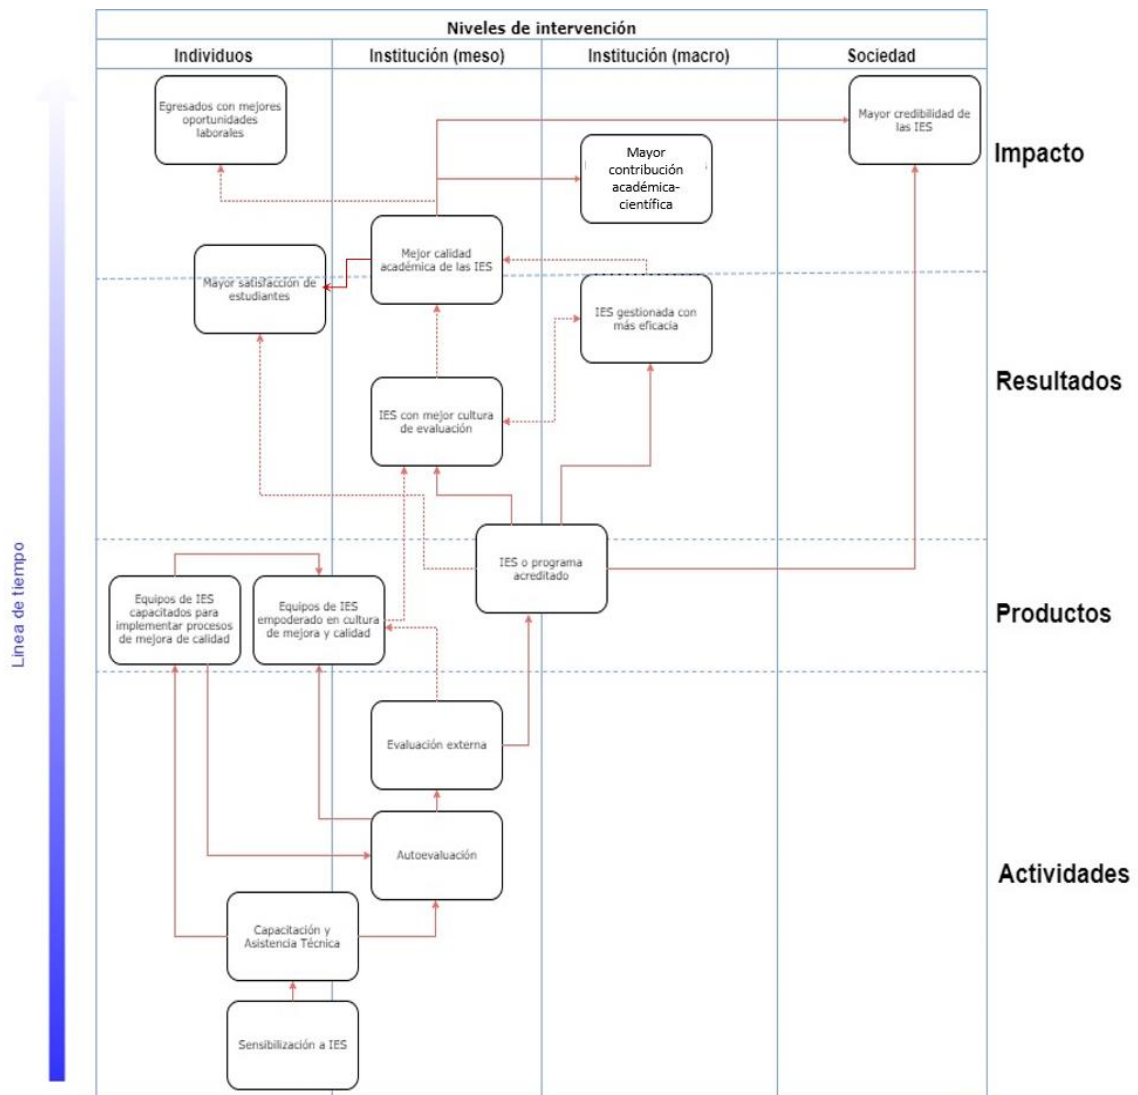 Niveles de intervención
Individuos
Institución (meso)
Institución (macro)
Sociedad
Egresados con mejores
oportunidades
laborales
Mayor credibilidad de
las IES
Impacto
Mayor
contribución
académica-
científica
Mejor calidad
académica de las IES
Mayor satisfacción de
estudiantes
IES gestionada con
más eficacia
Resultados
IES con mejor cultura
de evaluación
IES o programa
acreditado
Linea de tiempo
Equipos de IES
capacitados para
implementar procesos
de mejora de calidad
Equipos de IES
empoderado en cultura
de mejora y calidad
Productos
Evaluación externa
Autoevaluación
Actividades
Capacitación y
Asistencia Técnica
Sensibilización a IES